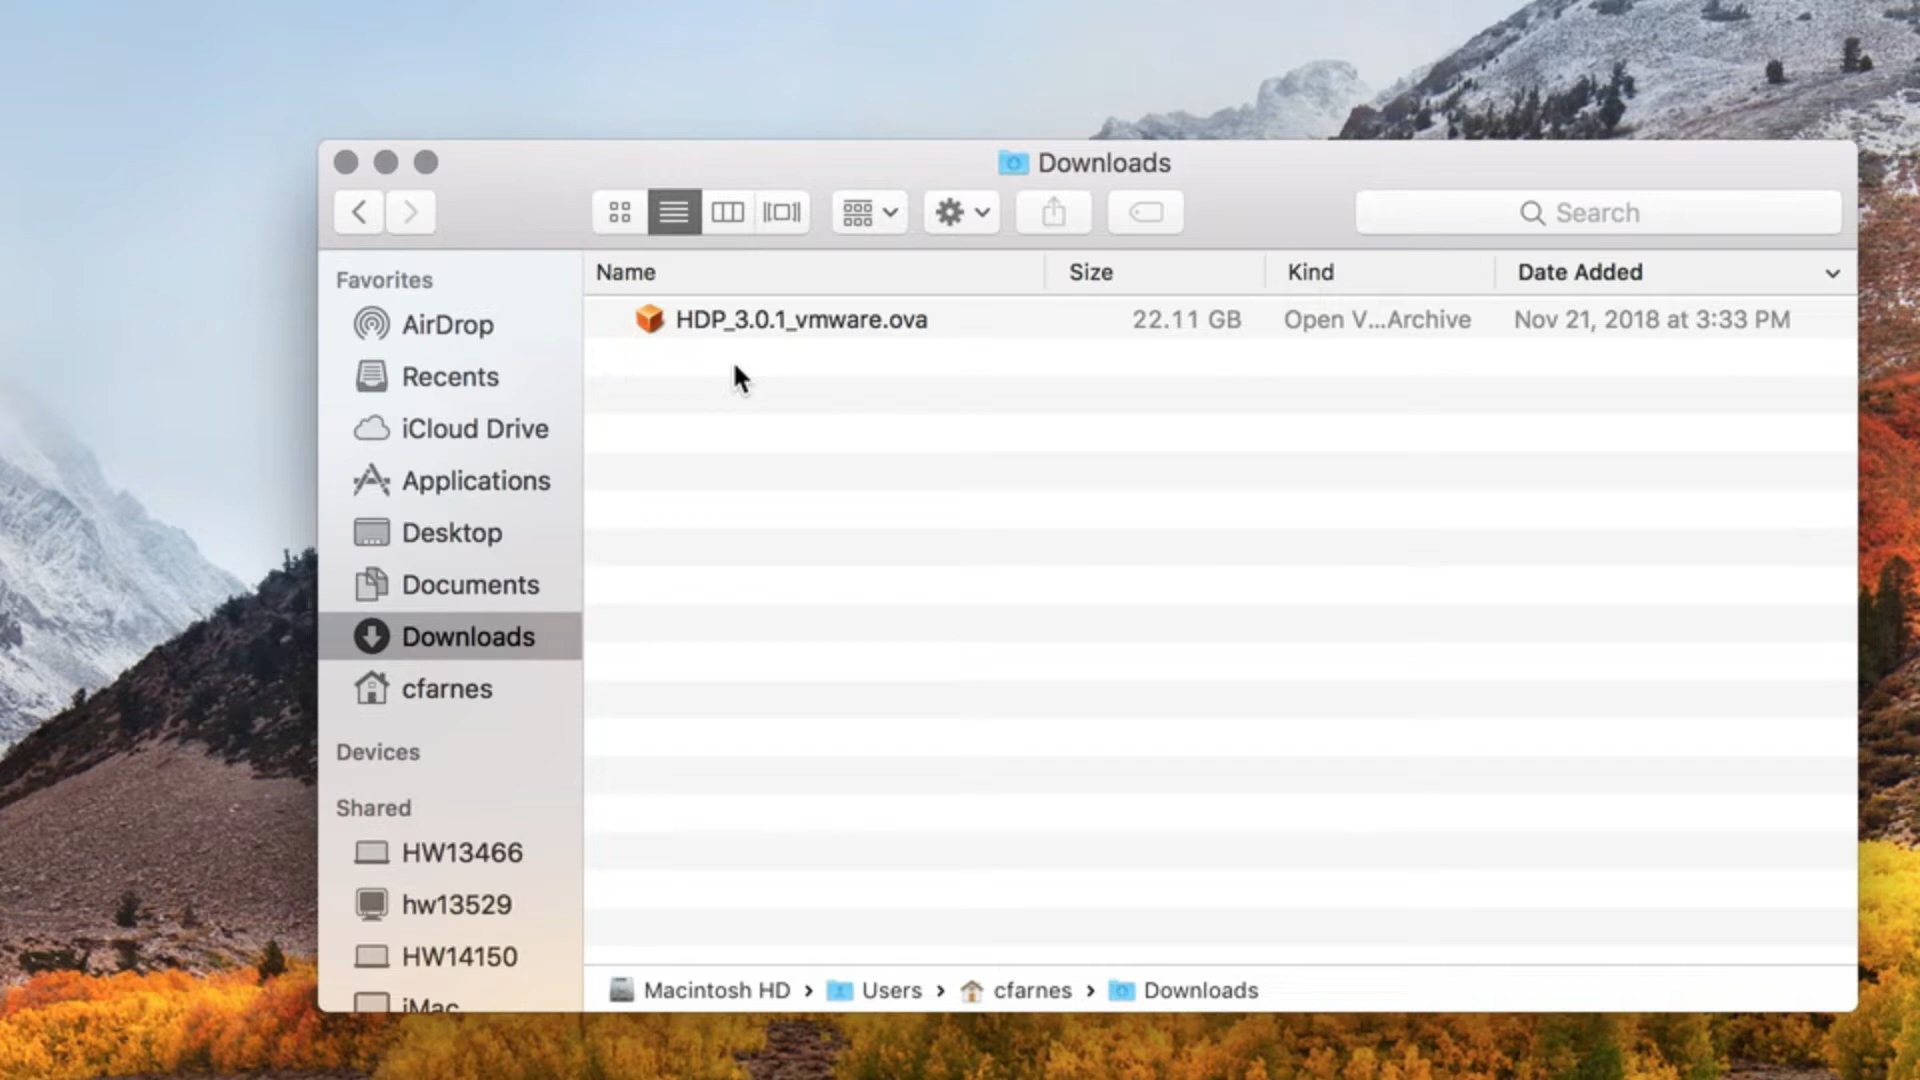 Downloads
Search
Favorites
AirDrop
Recents
iCloud Drive
Applications
Desktop
Documents
Downloads
cfarnes
Devices
Shared
HW13466
hw13529
HW14150
iMac
Name Size Kind Date Added
HDP_3.0.1_vmware.ova 22.11 GB Open V...Archive Nov 21, 2018 at 3:33 PM
Macintosh HD › Users › cfarnes › Downloads